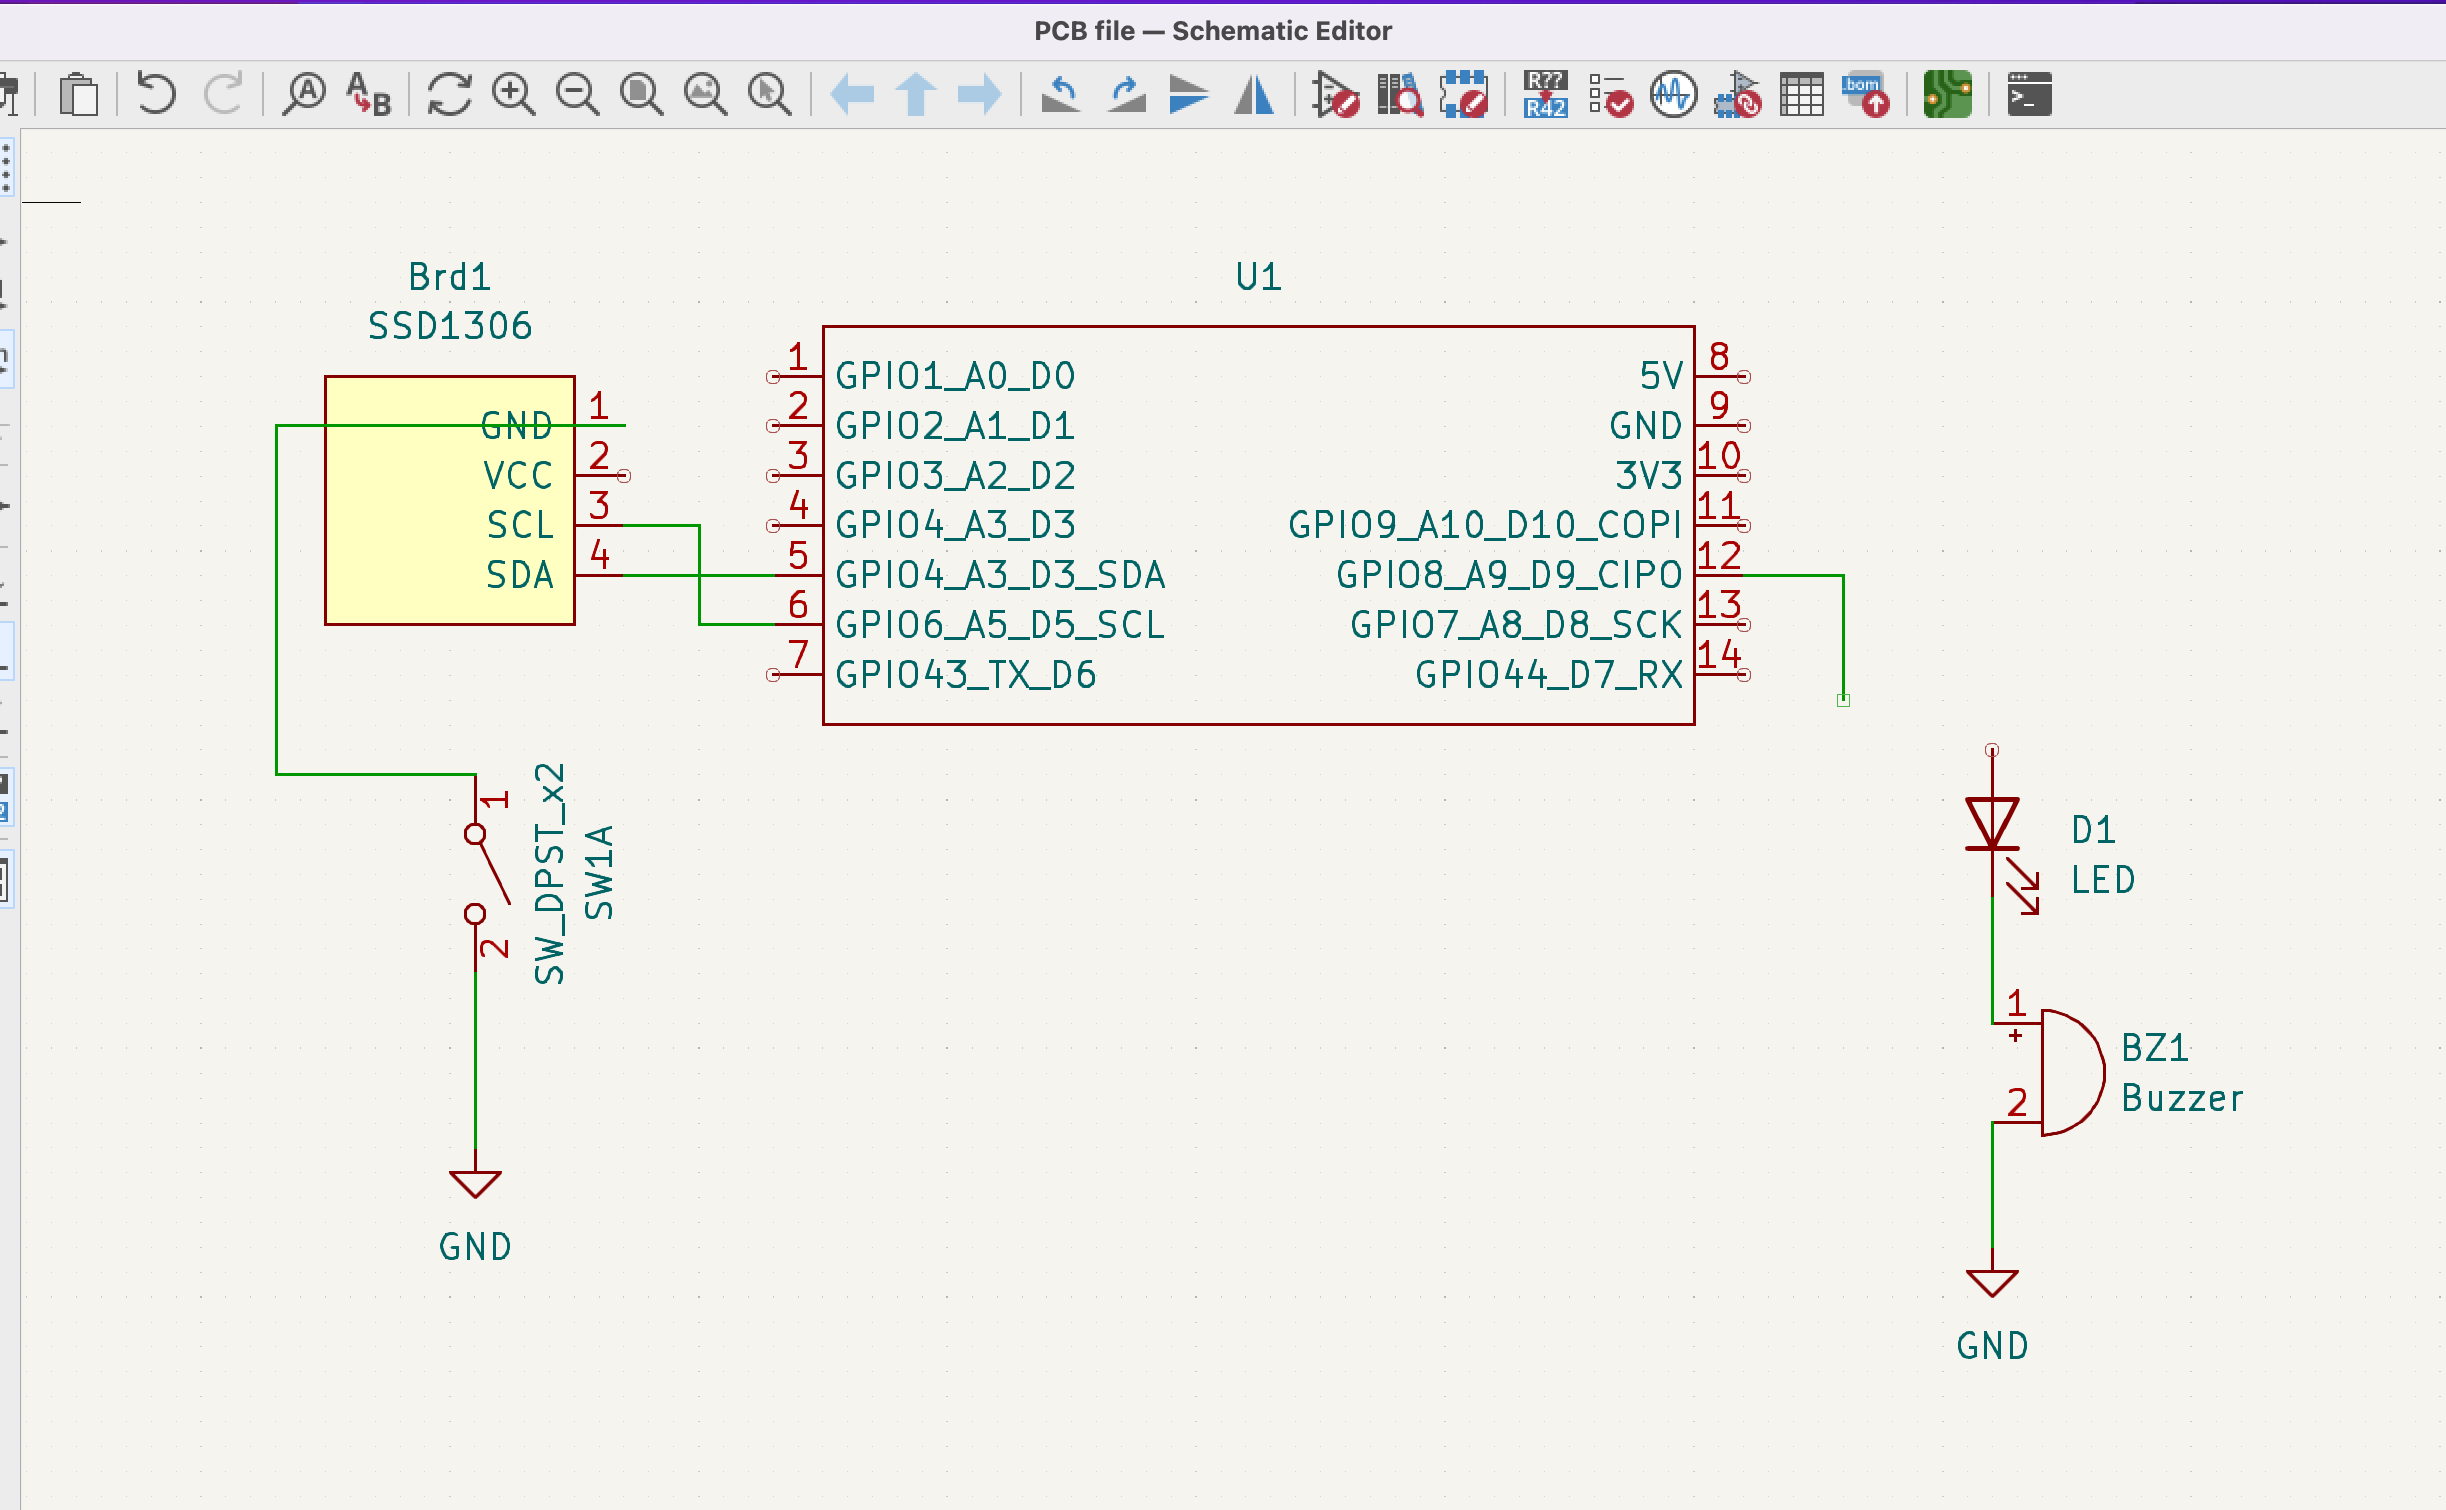 PCB file — Schematic Editor
A
A
B
R??
R42
.bom
>_
Brd1
SSD1306
GND 1
VCC 2
SCL 3
SDA 4
U1
1 GPIO1_A0_D0
2 GPIO2_A1_D1
3 GPIO3_A2_D2
4 GPIO4_A3_D3
5 GPIO4_A3_D3_SDA
6 GPIO6_A5_D5_SCL
7 GPIO43_TX_D6
5V 8
GND 9
3V3 10
GPIO9_A10_D10_COPI 11
GPIO8_A9_D9_CIPO 12
GPIO7_A8_D8_SCK 13
GPIO44_D7_RX 14
1
2
SW_DPST_x2
SW1A
GND
D1
LED
1
+
2
BZ1
Buzzer
GND